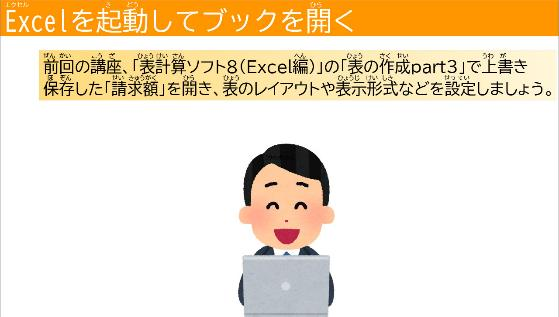 Excelを起動してブックを開く
前回の講座、「表計算ソフト8(Excel編)」の「表の作成part3」で上書き
保存した「請求額」を開き、表のレイアウトや表示形式などを設定しましょう。